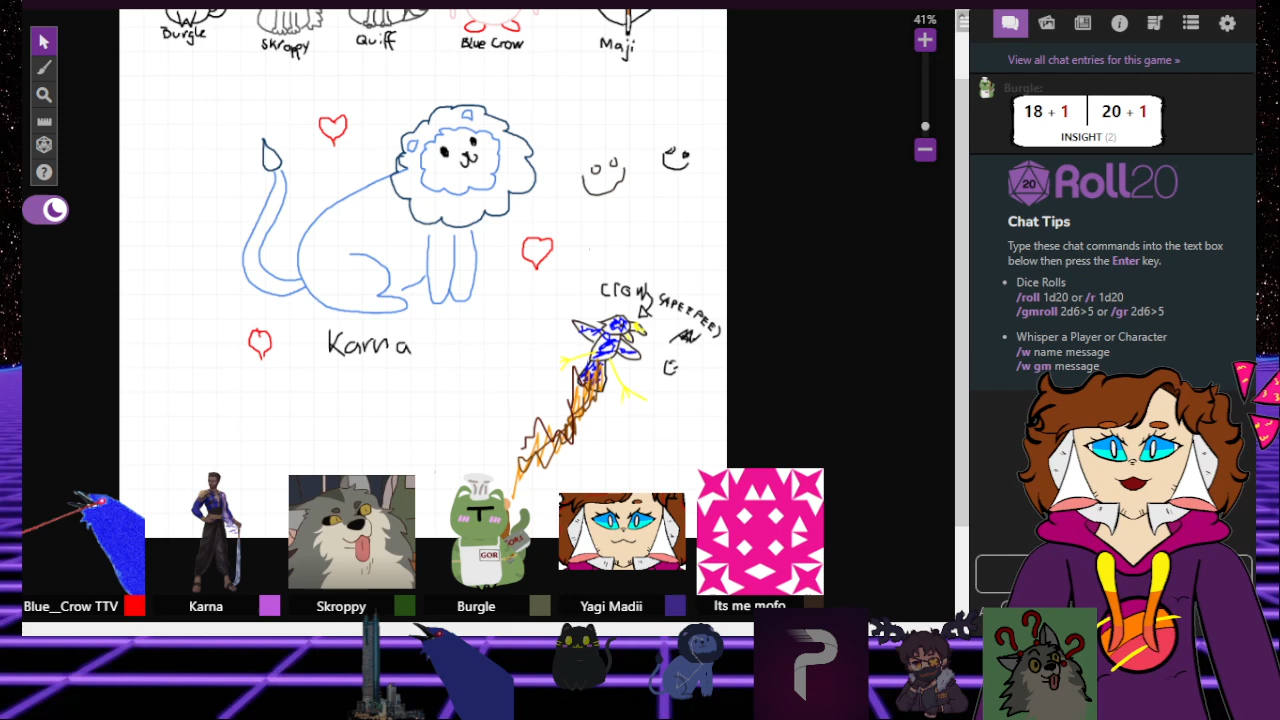 Burgle
Skroppy
Quiff
Blue Crow
Maji
41%
View all chat entries for this game »
Burgle:
18 + 1 20 + 1
INSIGHT (2)
20
Roll20
Chat Tips
Type these chat commands into the text box
below then press the Enter key.
Dice Rolls
/roll 1d20 or /r 1d20
/gmroll 2d6>5 or /gr 2d6>5
Whisper a Player or Character
/w name message
/w gm message
Crow
Karna
GOR
Blue__Crow TTV
Karna
Skroppy
Burgle
Yagi Madii
Its me mofo
P
???